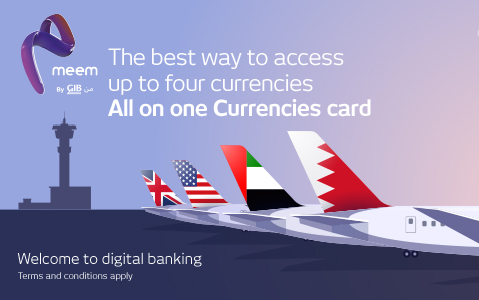 meem
By GIB من
The best way to access
up to four currencies
All on one Currencies card
Welcome to digital banking
Terms and conditions apply